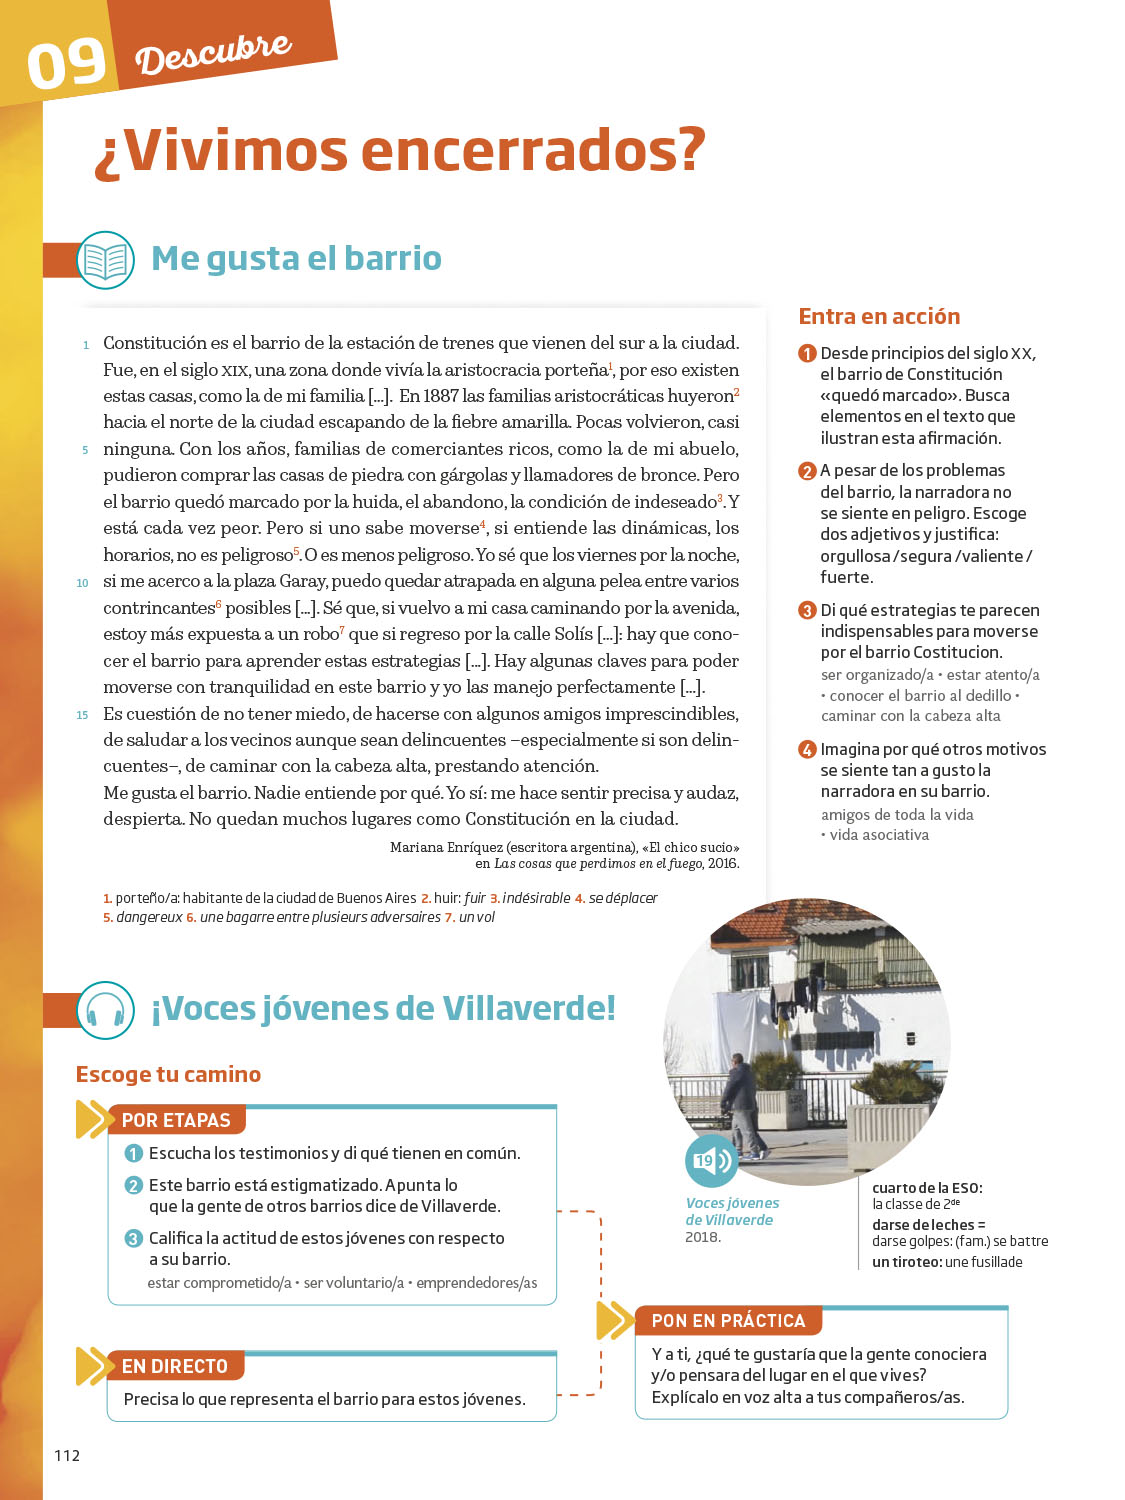 09 Descubre
¿Vivimos encerrados?
Me gusta el barrio
1 Constitución es el barrio de la estación de trenes que vienen del sur a la ciudad.
Fue, en el siglo XIX, una zona donde vivía la aristocracia porteña1, por eso existen
estas casas, como la de mi familia [...]. En 1887 las familias aristocráticas huyeron2
hacia el norte de la ciudad escapando de la fiebre amarilla. Pocas volvieron, casi
5 ninguna. Con los años, familias de comerciantes ricos, como la de mi abuelo,
pudieron comprar las casas de piedra con gárgolas y llamadores de bronce. Pero
el barrio quedó marcado por la huida, el abandono, la condición de indeseado3. Y
está cada vez peor. Pero si uno sabe moverse4, si entiende las dinámicas, los
horarios, no es peligroso5. O es menos peligroso. Yo sé que los viernes por la noche,
10 si me acerco a la plaza Garay, puedo quedar atrapada en alguna pelea entre varios
contrincantes6 posibles [...]. Sé que, si vuelvo a mi casa caminando por la avenida,
estoy más expuesta a un robo7 que si regreso por la calle Solís [...]: hay que cono-
cer el barrio para aprender estas estrategias [...]. Hay algunas claves para poder
moverse con tranquilidad en este barrio y yo las manejo perfectamente [...].
15 Es cuestión de no tener miedo, de hacerse con algunos amigos imprescindibles,
de saludar a los vecinos aunque sean delincuentes –especialmente si son delin-
cuentes–, de caminar con la cabeza alta, prestando atención.
Me gusta el barrio. Nadie entiende por qué. Yo sí: me hace sentir precisa y audaz,
despierta. No quedan muchos lugares como Constitución en la ciudad.
Mariana Enríquez (escritora argentina), «El chico sucio»
en Las cosas que perdimos en el fuego, 2016.
1. porteño/a: habitante de la ciudad de Buenos Aires 2. huir: fuir 3. indésirable 4. se déplacer
5. dangereux 6. une bagarre entre plusieurs adversaires 7. un vol
Entra en acción
1 Desde principios del siglo XX,
el barrio de Constitución
«quedó marcado». Busca
elementos en el texto que
ilustran esta afirmación.
2 A pesar de los problemas
del barrio, la narradora no
se siente en peligro. Escoge
dos adjetivos y justifica:
orgullosa / segura / valiente /
fuerte.
3 Di qué estrategias te parecen
indispensables para moverse
por el barrio Costitucion.
ser organizado/a • estar atento/a
• conocer el barrio al dedillo •
caminar con la cabeza alta
4 Imagina por qué otros motivos
se siente tan a gusto la
narradora en su barrio.
amigos de toda la vida
• vida asociativa
¡Voces jóvenes de Villaverde!
Escoge tu camino
POR ETAPAS
1 Escucha los testimonios y di qué tienen en común.
2 Este barrio está estigmatizado. Apunta lo
que la gente de otros barrios dice de Villaverde.
3 Califica la actitud de estos jóvenes con respecto
a su barrio.
estar comprometido/a • ser voluntario/a • emprendedores/as
EN DIRECTO
Precisa lo que representa el barrio para estos jóvenes.
19
Voces jóvenes
de Villaverde
2018.
cuarto de la ESO:
la classe de 2de
darse de leches =
darse golpes: (fam.) se battre
un tiroteo: une fusillade
PON EN PRÁCTICA
Y a ti, ¿qué te gustaría que la gente conociera
y/o pensara del lugar en el que vives?
Explícalo en voz alta a tus compañeros/as.
112